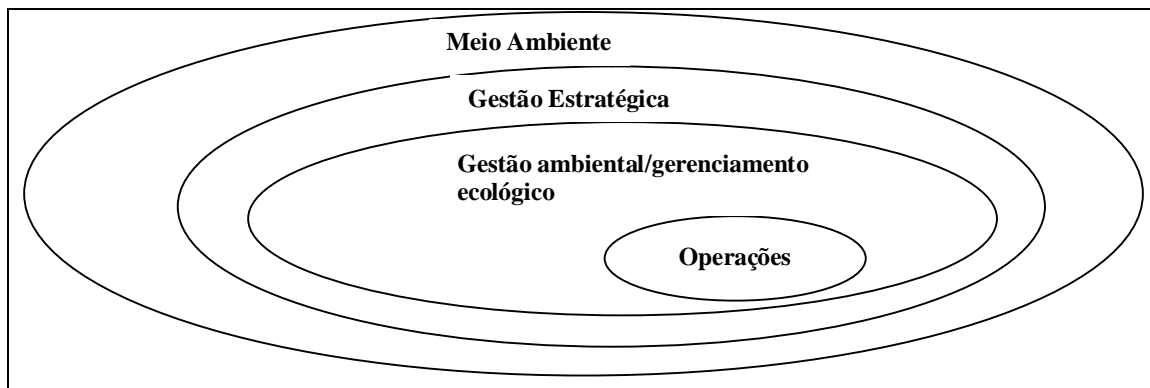 Meio Ambiente
Gestão Estratégica
Gestão ambiental/gerenciamento
ecológico
Operações